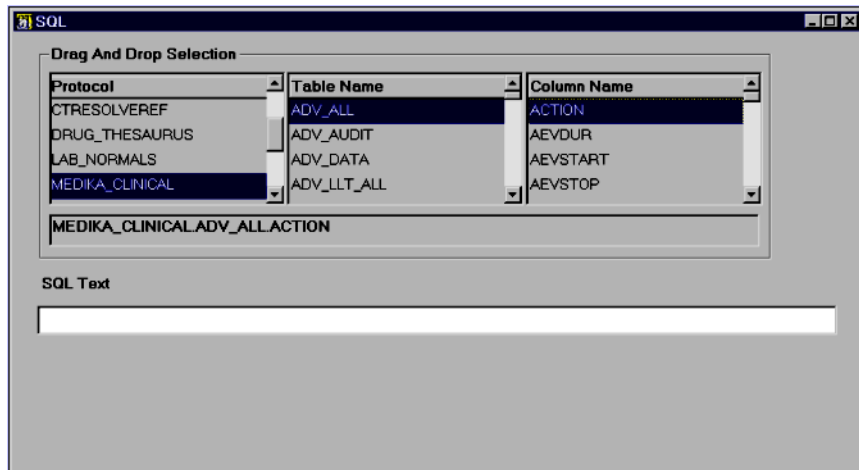 SQL
Drag And Drop Selection
Protocol
CTRESOLVEREF
DRUG_THESAURUS
LAB_NORMALS
MEDIKA_CLINICAL
Table Name
ADV_ALL
ADV_AUDIT
ADV_DATA
ADV_LLT_ALL
Column Name
ACTION
AEVDUR
AEVSTART
AEVSTOP
MEDIKA_CLINICAL.ADV_ALL.ACTION
SQL Text